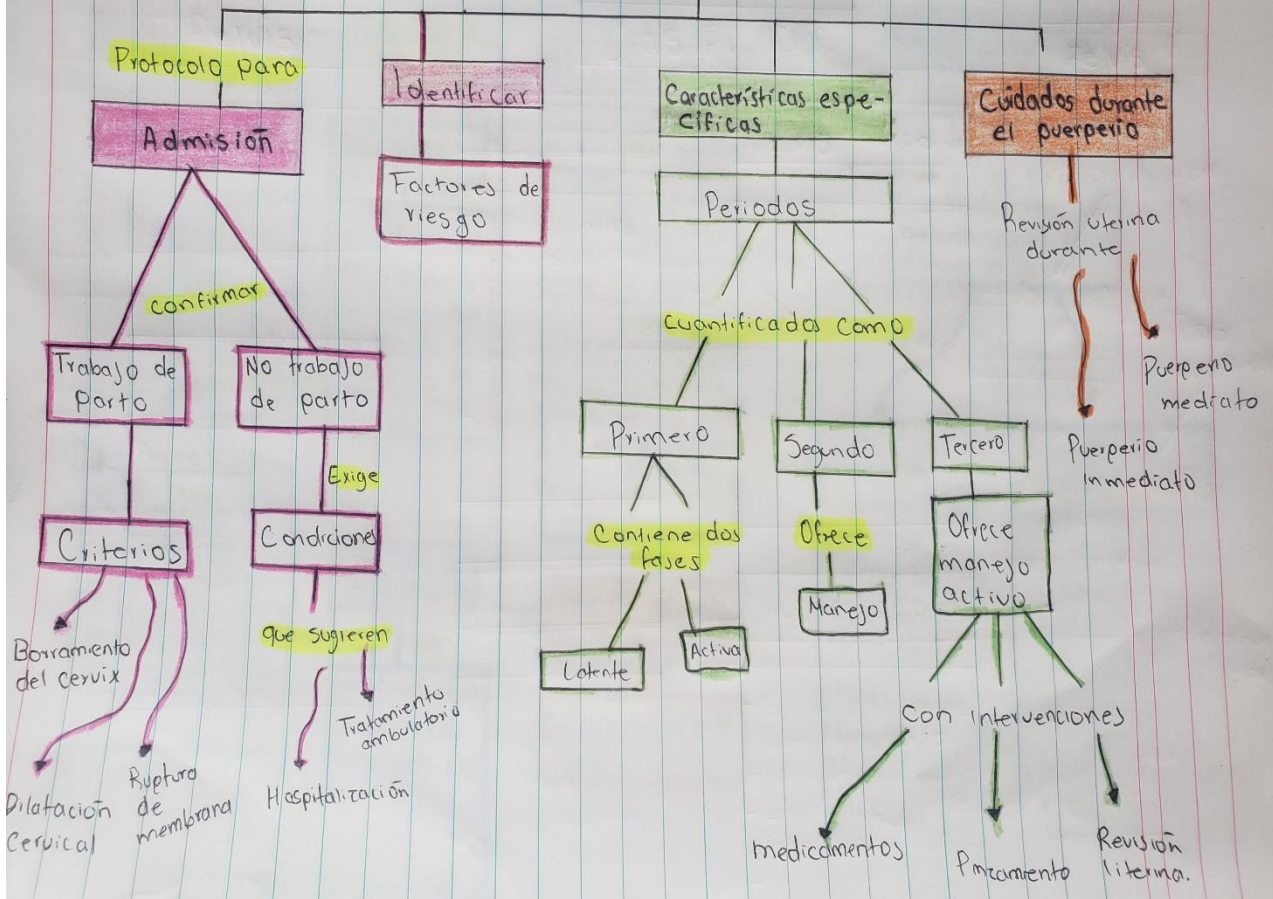 Protocolo para
Admisión
confirmar
Trabajo de
parto
No trabajo
de parto
Exige
Criterios
Condiciones
que sugieren
Borramiento
del cervix
Dilatación
Cervical
Ruptura
de
membrana
Hospitalización
Tratamiento
ambulatorio
Identificar
Factores de
riesgo
Características espe-
cíficas
Periodos
cuantificados como
Primero
Segundo
Tercero
Contiene dos
fases
Latente
Activa
Ofrece
Manejo
Ofrece
manejo
activo
con intervenciones
medicamentos
Pinzamiento
Revisión
Uterina.
Cuidados durante
el puerperio
Revisión uterina
durante
Puerperio
inmediato
Puerperio
mediato